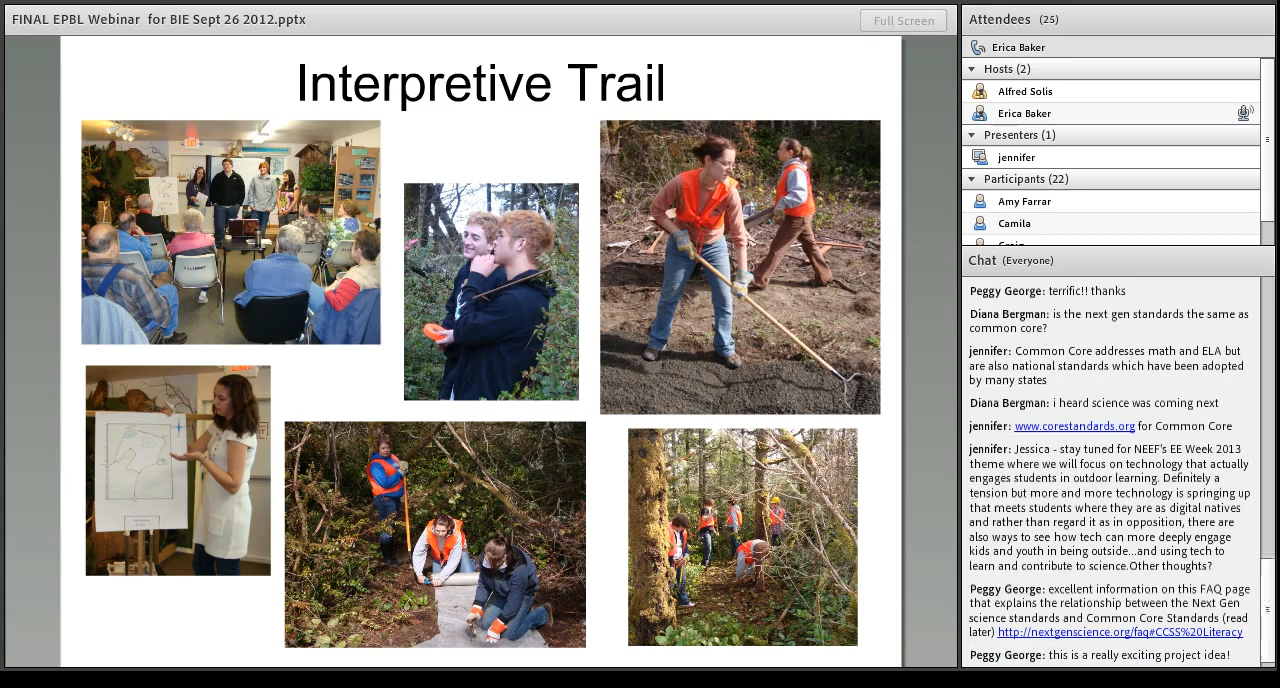 FINAL EPBL Webinar for BIE Sept 26 2012.pptx
Full Screen
Interpretive Trail
EXIT
Attendees (25)
Erica Baker
Hosts (2)
Alfred Solis
Erica Baker
Presenters (1)
jennifer
Participants (22)
Amy Farrar
Camila
Craig
Chat (Everyone)
Peggy George: terrific!! thanks
Diana Bergman: is the next gen standards the same as
common core?
jennifer: Common Core addresses math and ELA but
are also national standards which have been adopted
by many states
Diana Bergman: i heard science was coming next
jennifer: www.corestandards.org for Common Core
jennifer: Jessica - stay tuned for NEEF's EE Week 2013
theme where we will focus on technology that actually
engages students in outdoor learning. Definitely a
tension but more and more technology is springing up
that meets students where they are as digital natives
and rather than regard it as in opposition, there are
also ways to see how tech can more deeply engage
kids and youth in being outside...and using tech to
learn and contribute to science.Other thoughts?
Peggy George: excellent information on this FAQ page
that explains the relationship between the Next Gen
science standards and Common Core Standards (read
later) http://nextgenscience.org/faq#CCSS%20Literacy
Peggy George: this is a really exciting project idea!